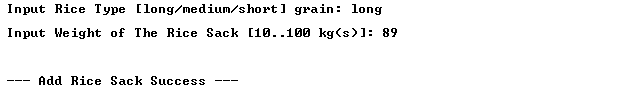 Input Rice Type [long/medium/short] grain: long
Input Weight of The Rice Sack [10..100 kg(s)]: 89
--- Add Rice Sack Success ---